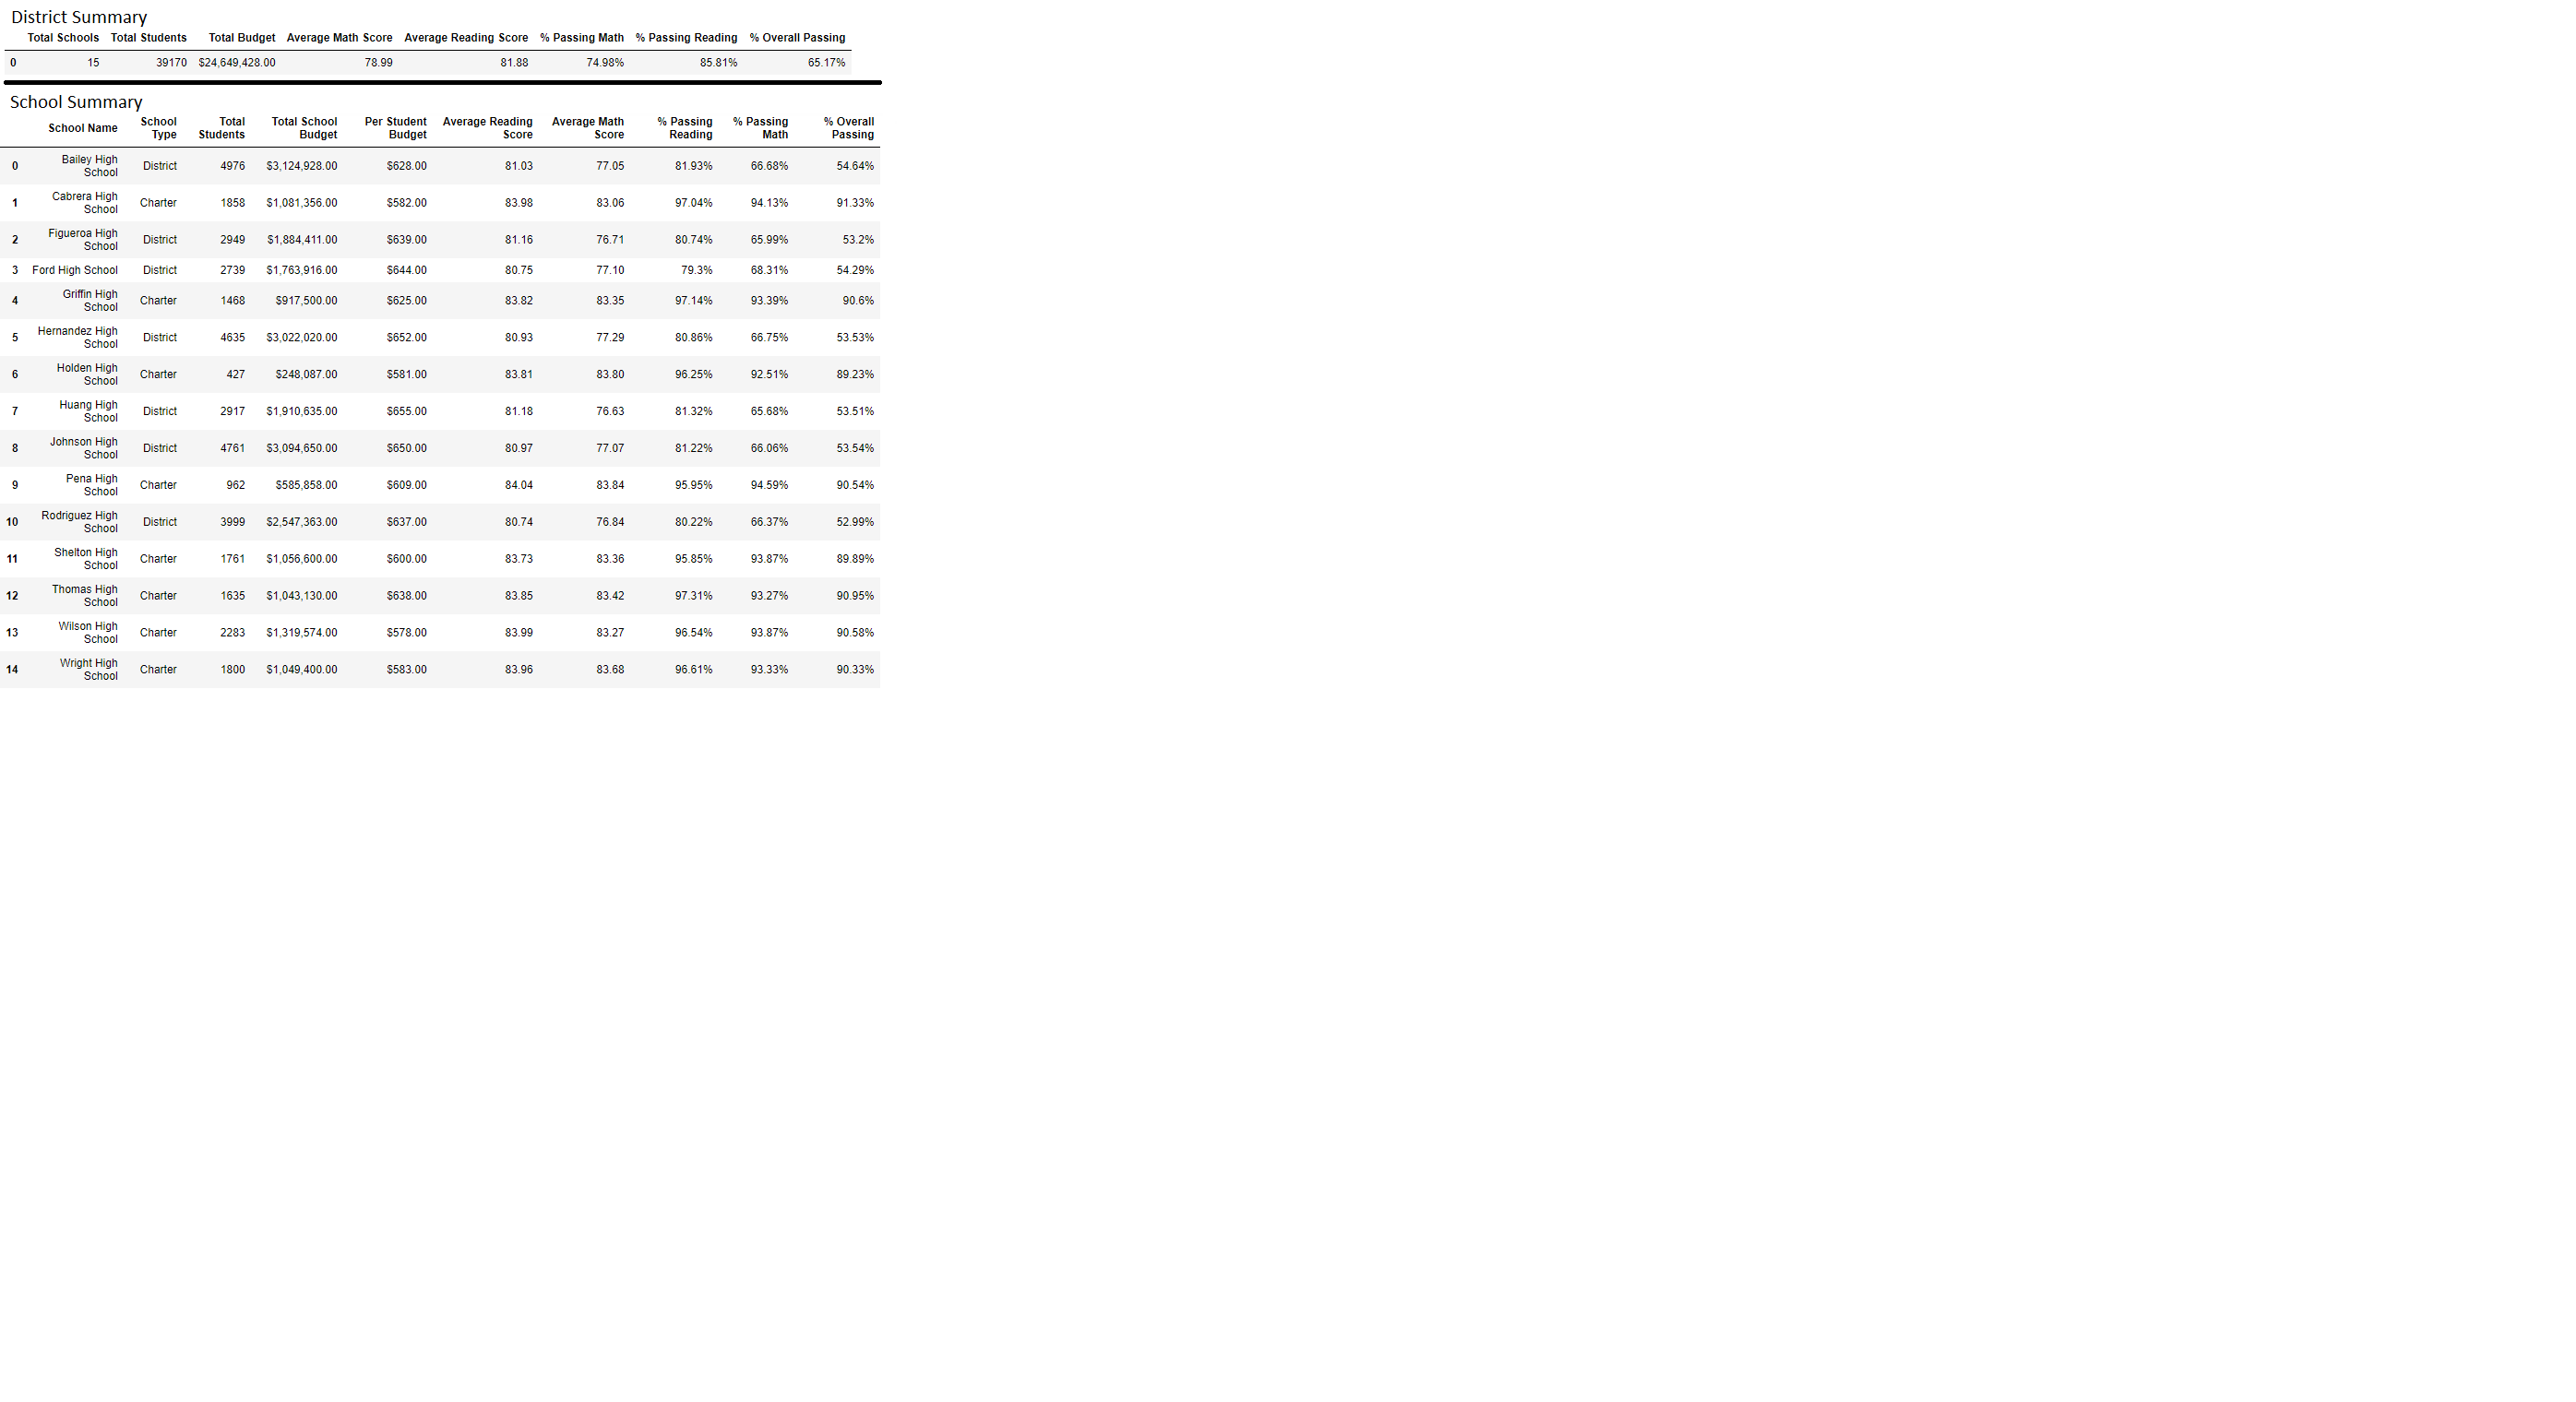 District Summary
Total Schools Total Students Total Budget Average Math Score Average Reading Score % Passing Math % Passing Reading % Overall Passing
0 15 39170 $24,649,428.00 78.99 81.88 74.98% 85.81% 65.17%
School Summary
School Name School Type Total Students Total School Budget Per Student Budget Average Reading Score Average Math Score % Passing Reading % Passing Math % Overall Passing
0 Bailey High School District 4976 $3,124,928.00 $628.00 81.03 77.05 81.93% 66.68% 54.64%
1 Cabrera High School Charter 1858 $1,081,356.00 $582.00 83.98 83.06 97.04% 94.13% 91.33%
2 Figueroa High School District 2949 $1,884,411.00 $639.00 81.16 76.71 80.74% 65.99% 53.2%
3 Ford High School District 2739 $1,763,916.00 $644.00 80.75 77.10 79.3% 68.31% 54.29%
4 Griffin High School Charter 1468 $917,500.00 $625.00 83.82 83.35 97.14% 93.39% 90.6%
5 Hernandez High School District 4635 $3,022,020.00 $652.00 80.93 77.29 80.86% 66.75% 53.53%
6 Holden High School Charter 427 $248,087.00 $581.00 83.81 83.80 96.25% 92.51% 89.23%
7 Huang High School District 2917 $1,910,635.00 $655.00 81.18 76.63 81.32% 65.68% 53.51%
8 Johnson High School District 4761 $3,094,650.00 $650.00 80.97 77.07 81.22% 66.06% 53.54%
9 Pena High School Charter 962 $585,858.00 $609.00 84.04 83.84 95.95% 94.59% 90.54%
10 Rodriguez High School District 3999 $2,547,363.00 $637.00 80.74 76.84 80.22% 66.37% 52.99%
11 Shelton High School Charter 1761 $1,056,600.00 $600.00 83.73 83.36 95.85% 93.87% 89.89%
12 Thomas High School Charter 1635 $1,043,130.00 $638.00 83.85 83.42 97.31% 93.27% 90.95%
13 Wilson High School Charter 2283 $1,319,574.00 $578.00 83.99 83.27 96.54% 93.87% 90.58%
14 Wright High School Charter 1800 $1,049,400.00 $583.00 83.96 83.68 96.61% 93.33% 90.33%